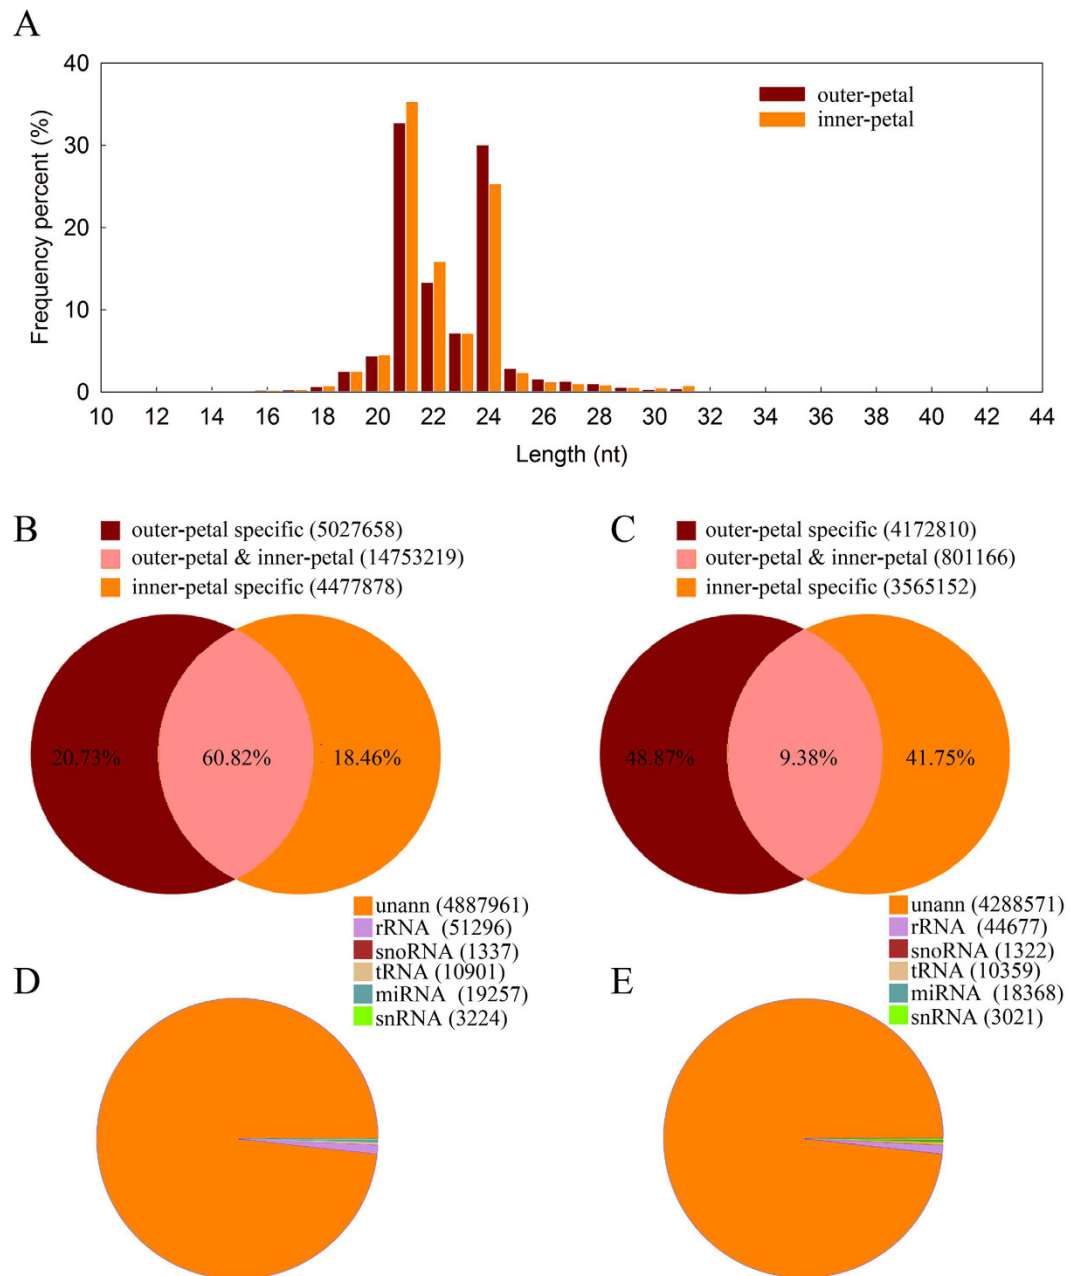 A
40
30
20
10
0
Frequency percent (%)
outer-petal
inner-petal
10 12 14 16 18 20 22 24 26 28 30 32 34 36 38 40 42 44
Length (nt)
B
outer-petal specific (5027658)
outer-petal & inner-petal (14753219)
inner-petal specific (4477878)
20.73%
60.82%
18.46%
C
outer-petal specific (4172810)
outer-petal & inner-petal (801166)
inner-petal specific (3565152)
48.87%
9.38%
41.75%
D
unann (4887961)
rRNA (51296)
snoRNA (1337)
tRNA (10901)
miRNA (19257)
snRNA (3224)
E
unann (4288571)
rRNA (44677)
snoRNA (1322)
tRNA (10359)
miRNA (18368)
snRNA (3021)